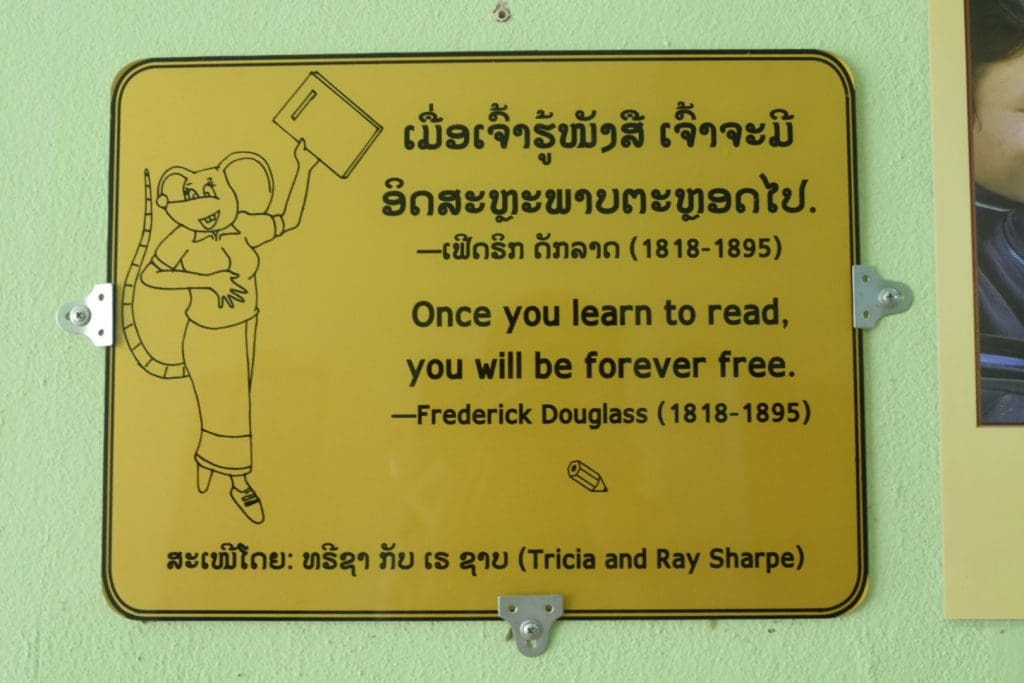 ເມື່ອເຈົ້າຮູ້ໜັງສື ເຈົ້າຈະມີ
ອິດສະຫຼະພາບຕະຫຼອດໄປ.
—ເຟີດຣິກ ດັກລາດ (1818-1895)
Once you learn to read,
you will be forever free.
—Frederick Douglass (1818-1895)
ສະເໜີໂດຍ: ທຣີຊາ ກັບ ເຣ ຊາບ (Tricia and Ray Sharpe)